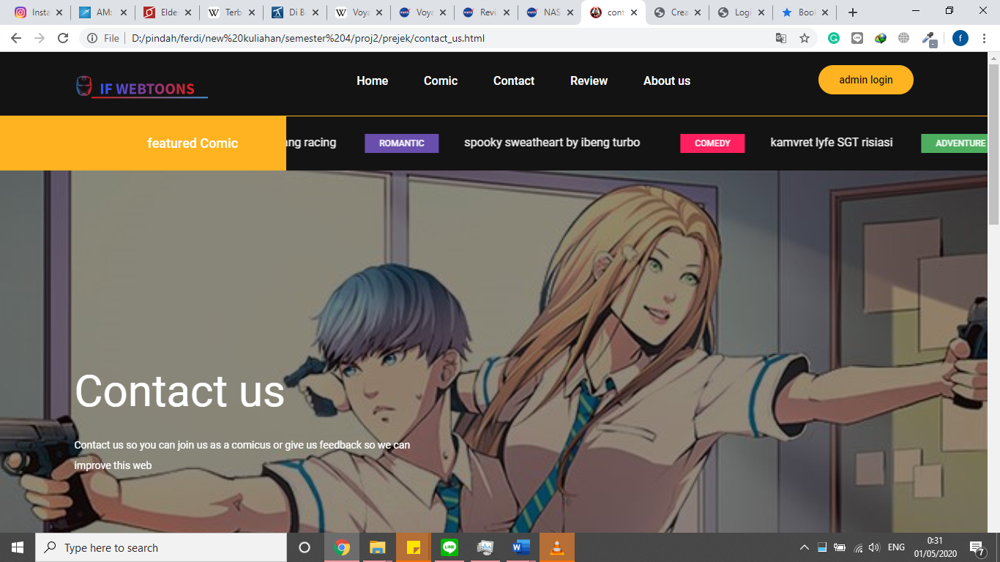 Insta
AM
Elde
Terb
Di B
Voya
Voya
Revi
NAS
cont
Crea
Logi
Bool
File
D:/pindah/ferdi/new%20kuliahan/semester%204/proj2/prejek/contact_us.html
f
IF WEBTOONS
Home
Comic
Contact
Review
About us
admin login
featured Comic
ang racing
ROMANTIC
spooky sweatheart by ibeng turbo
COMEDY
kamvret lyfe SGT risiasi
ADVENTURE
Contact us
Contact us so you can join us as a comicus or give us feedback so we can
improve this web
Type here to search
ENG
0:31
01/05/2020
7